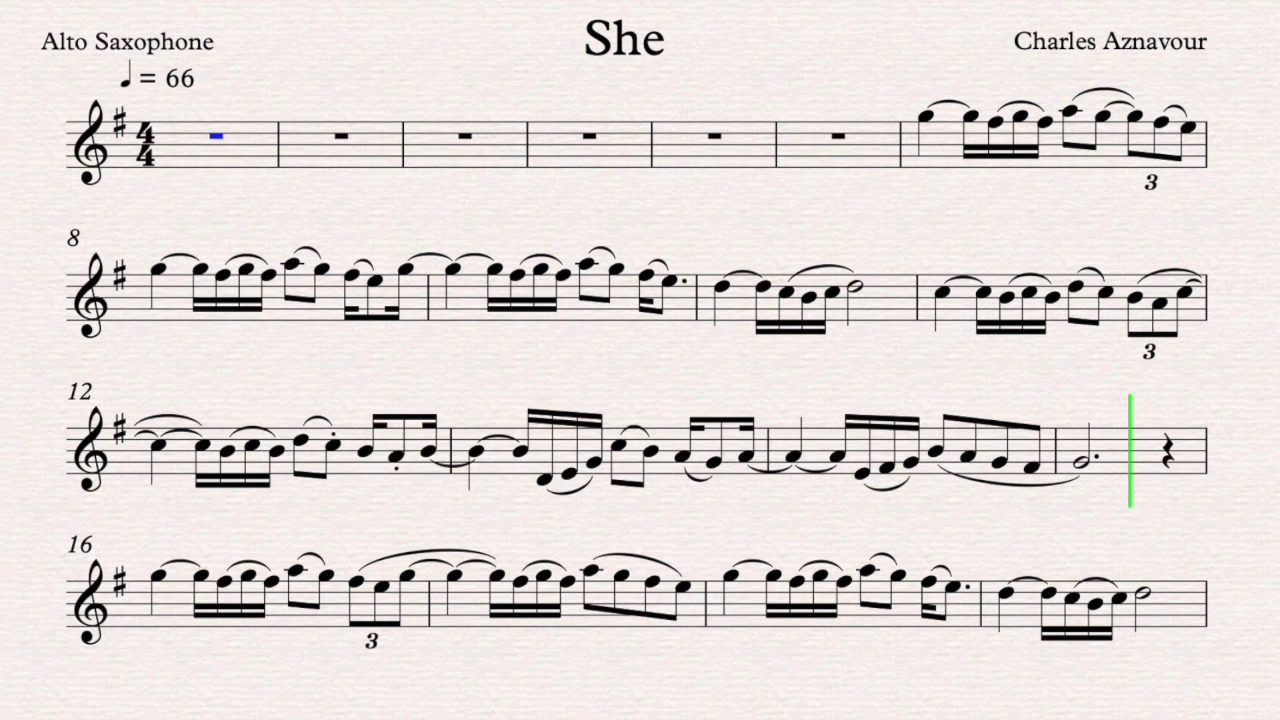 She
Alto Saxophone
Charles Aznavour
♩ = 66
4
4
3
8
3
12
16
3